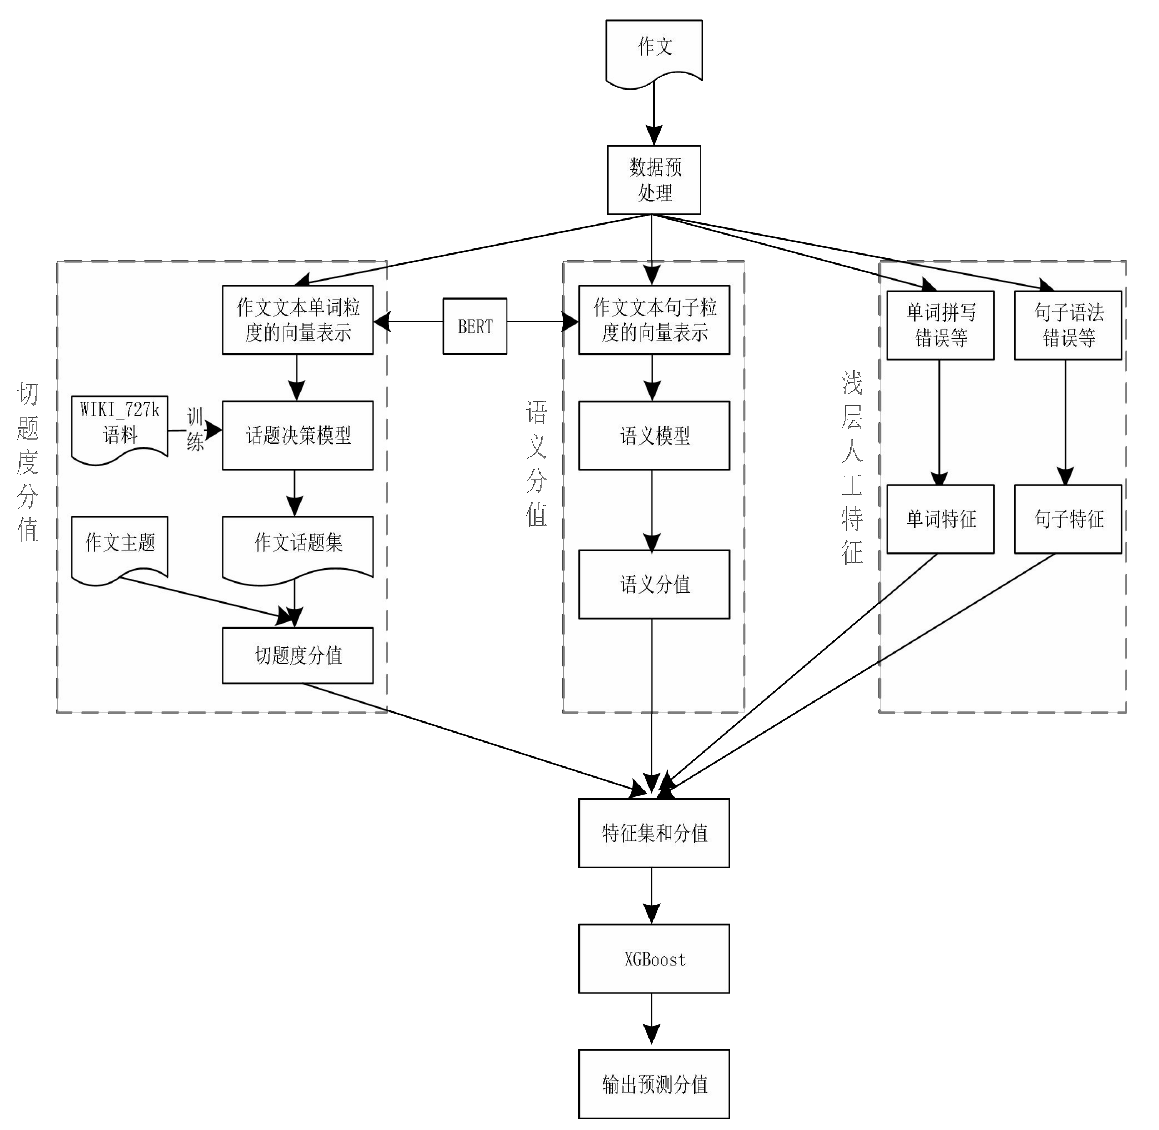 作文
数据预
处理
作文文本单词粒
度的向量表示
BERT
作文文本句子粒
度的向量表示
单词拼写
错误等
句子语法
错误等
切题度分值
WIKI_727k
语料
训
练
话题决策模型
语义分值
语义模型
浅层人工特征
单词特征
句子特征
作文主题
作文话题集
语义分值
切题度分值
特征集和分值
XGBoost
输出预测分值